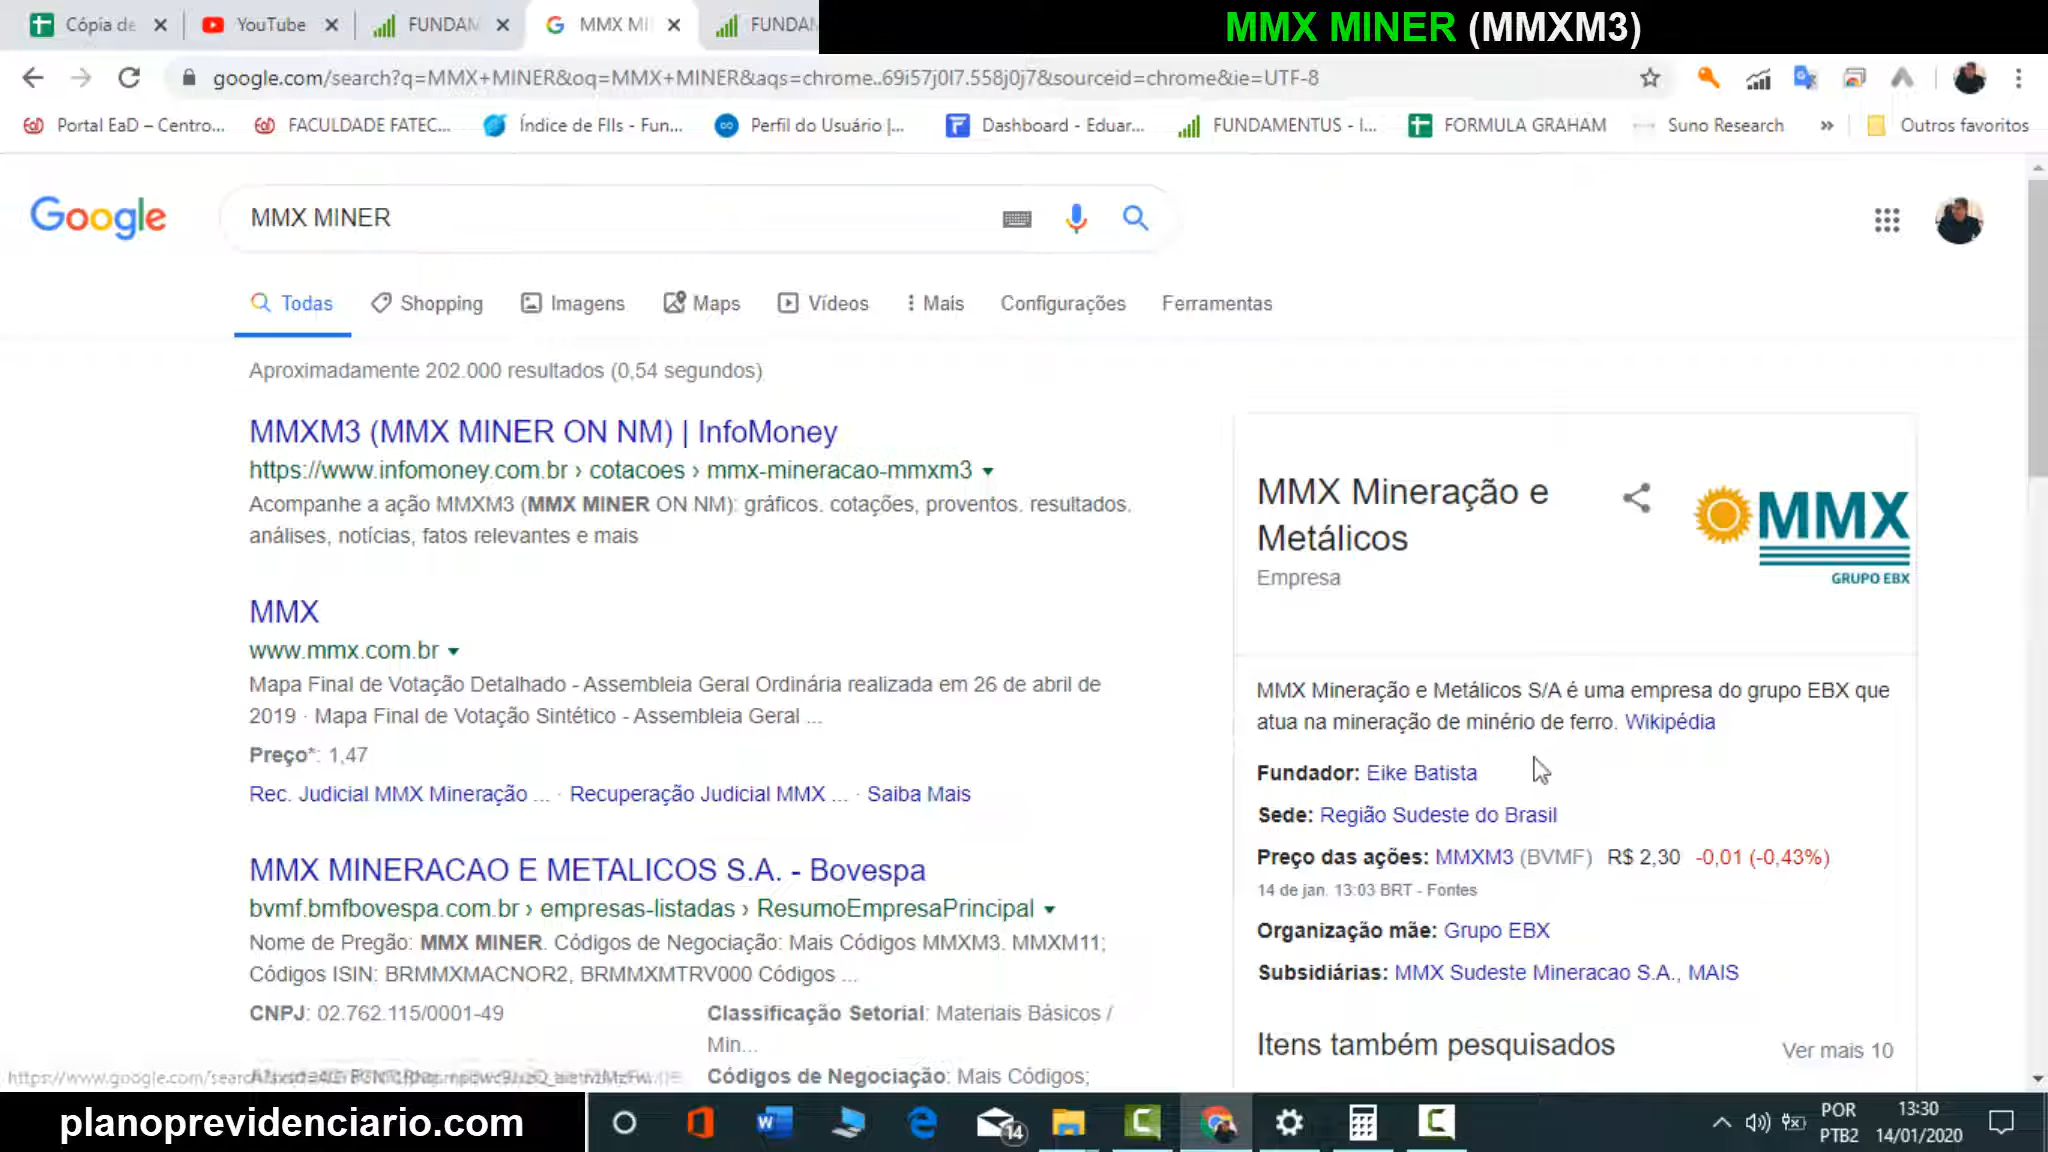 Cópia de
YouTube
FUNDAM
MMX MI
FUNDAM
MMX MINER (MMXM3)
google.com/search?q=MMX+MINER&oq=MMX+MINER&aqs=chrome..69i57j0l7.558j0j7&sourceid=chrome&ie=UTF-8
Portal EaD – Centro...
FACULDADE FATEC...
Índice de FIIs - Fun...
Perfil do Usuário |...
Dashboard - Eduar...
FUNDAMENTUS - I...
FORMULA GRAHAM
Suno Research
»
Outros favoritos
Google
MMX MINER
Todas
Shopping
Imagens
Maps
Vídeos
Mais
Configurações
Ferramentas
Aproximadamente 202.000 resultados (0,54 segundos)
MMXM3 (MMX MINER ON NM) | InfoMoney
https://www.infomoney.com.br › cotacoes › mmx-mineracao-mmxm3
Acompanhe a ação MMXM3 (MMX MINER ON NM): gráficos, cotações, proventos, resultados,
análises, notícias, fatos relevantes e mais
MMX
www.mmx.com.br
Mapa Final de Votação Detalhado - Assembleia Geral Ordinária realizada em 26 de abril de
2019 · Mapa Final de Votação Sintético - Assembleia Geral ...
Preço*: 1,47
Rec. Judicial MMX Mineração ... · Recuperação Judicial MMX ... · Saiba Mais
MMX MINERACAO E METALICOS S.A. - Bovespa
bvmf.bmfbovespa.com.br › empresas-listadas › ResumoEmpresaPrincipal
Nome de Pregão: MMX MINER. Códigos de Negociação: Mais Códigos MMXM3. MMXM11;
Códigos ISIN: BRMMXMACNOR2, BRMMXMTRV000 Códigos ...
CNPJ: 02.762.115/0001-49
Classificação Setorial: Materiais Básicos /
Min...
Códigos de Negociação: Mais Códigos;
MMX Mineração e
Metálicos
Empresa
MMX
GRUPO EBX
MMX Mineração e Metálicos S/A é uma empresa do grupo EBX que
atua na mineração de minério de ferro. Wikipédia
Fundador: Eike Batista
Sede: Região Sudeste do Brasil
Preço das ações: MMXM3 (BVMF) R$ 2,30 -0,01 (-0,43%)
14 de jan. 13:03 BRT - Fontes
Organização mãe: Grupo EBX
Subsidiárias: MMX Sudeste Mineracao S.A., MAIS
Itens também pesquisados
Ver mais 10
https://www.google.com/search
planoprevidenciario.com
14
POR
PTB2
13:30
14/01/2020